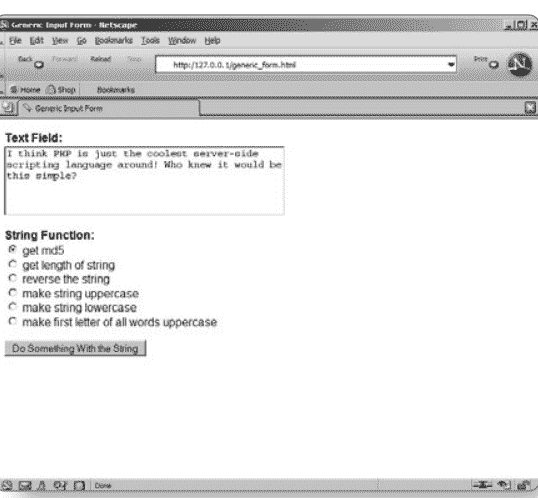 Generic Input Form - Netscape
File Edit View Go Bookmarks Tools Window Help
Back Forward Reload Stop http://127.0.0.1/generic_form.html Print N
Home Shop Bookmarks
Generic Input Form
Text Field:
I think PHP is just the coolest server-side
scripting language around! Who knew it would be
this simple?
String Function:
get md5
get length of string
reverse the string
make string uppercase
make string lowercase
make first letter of all words uppercase
Do Something With the String
Done